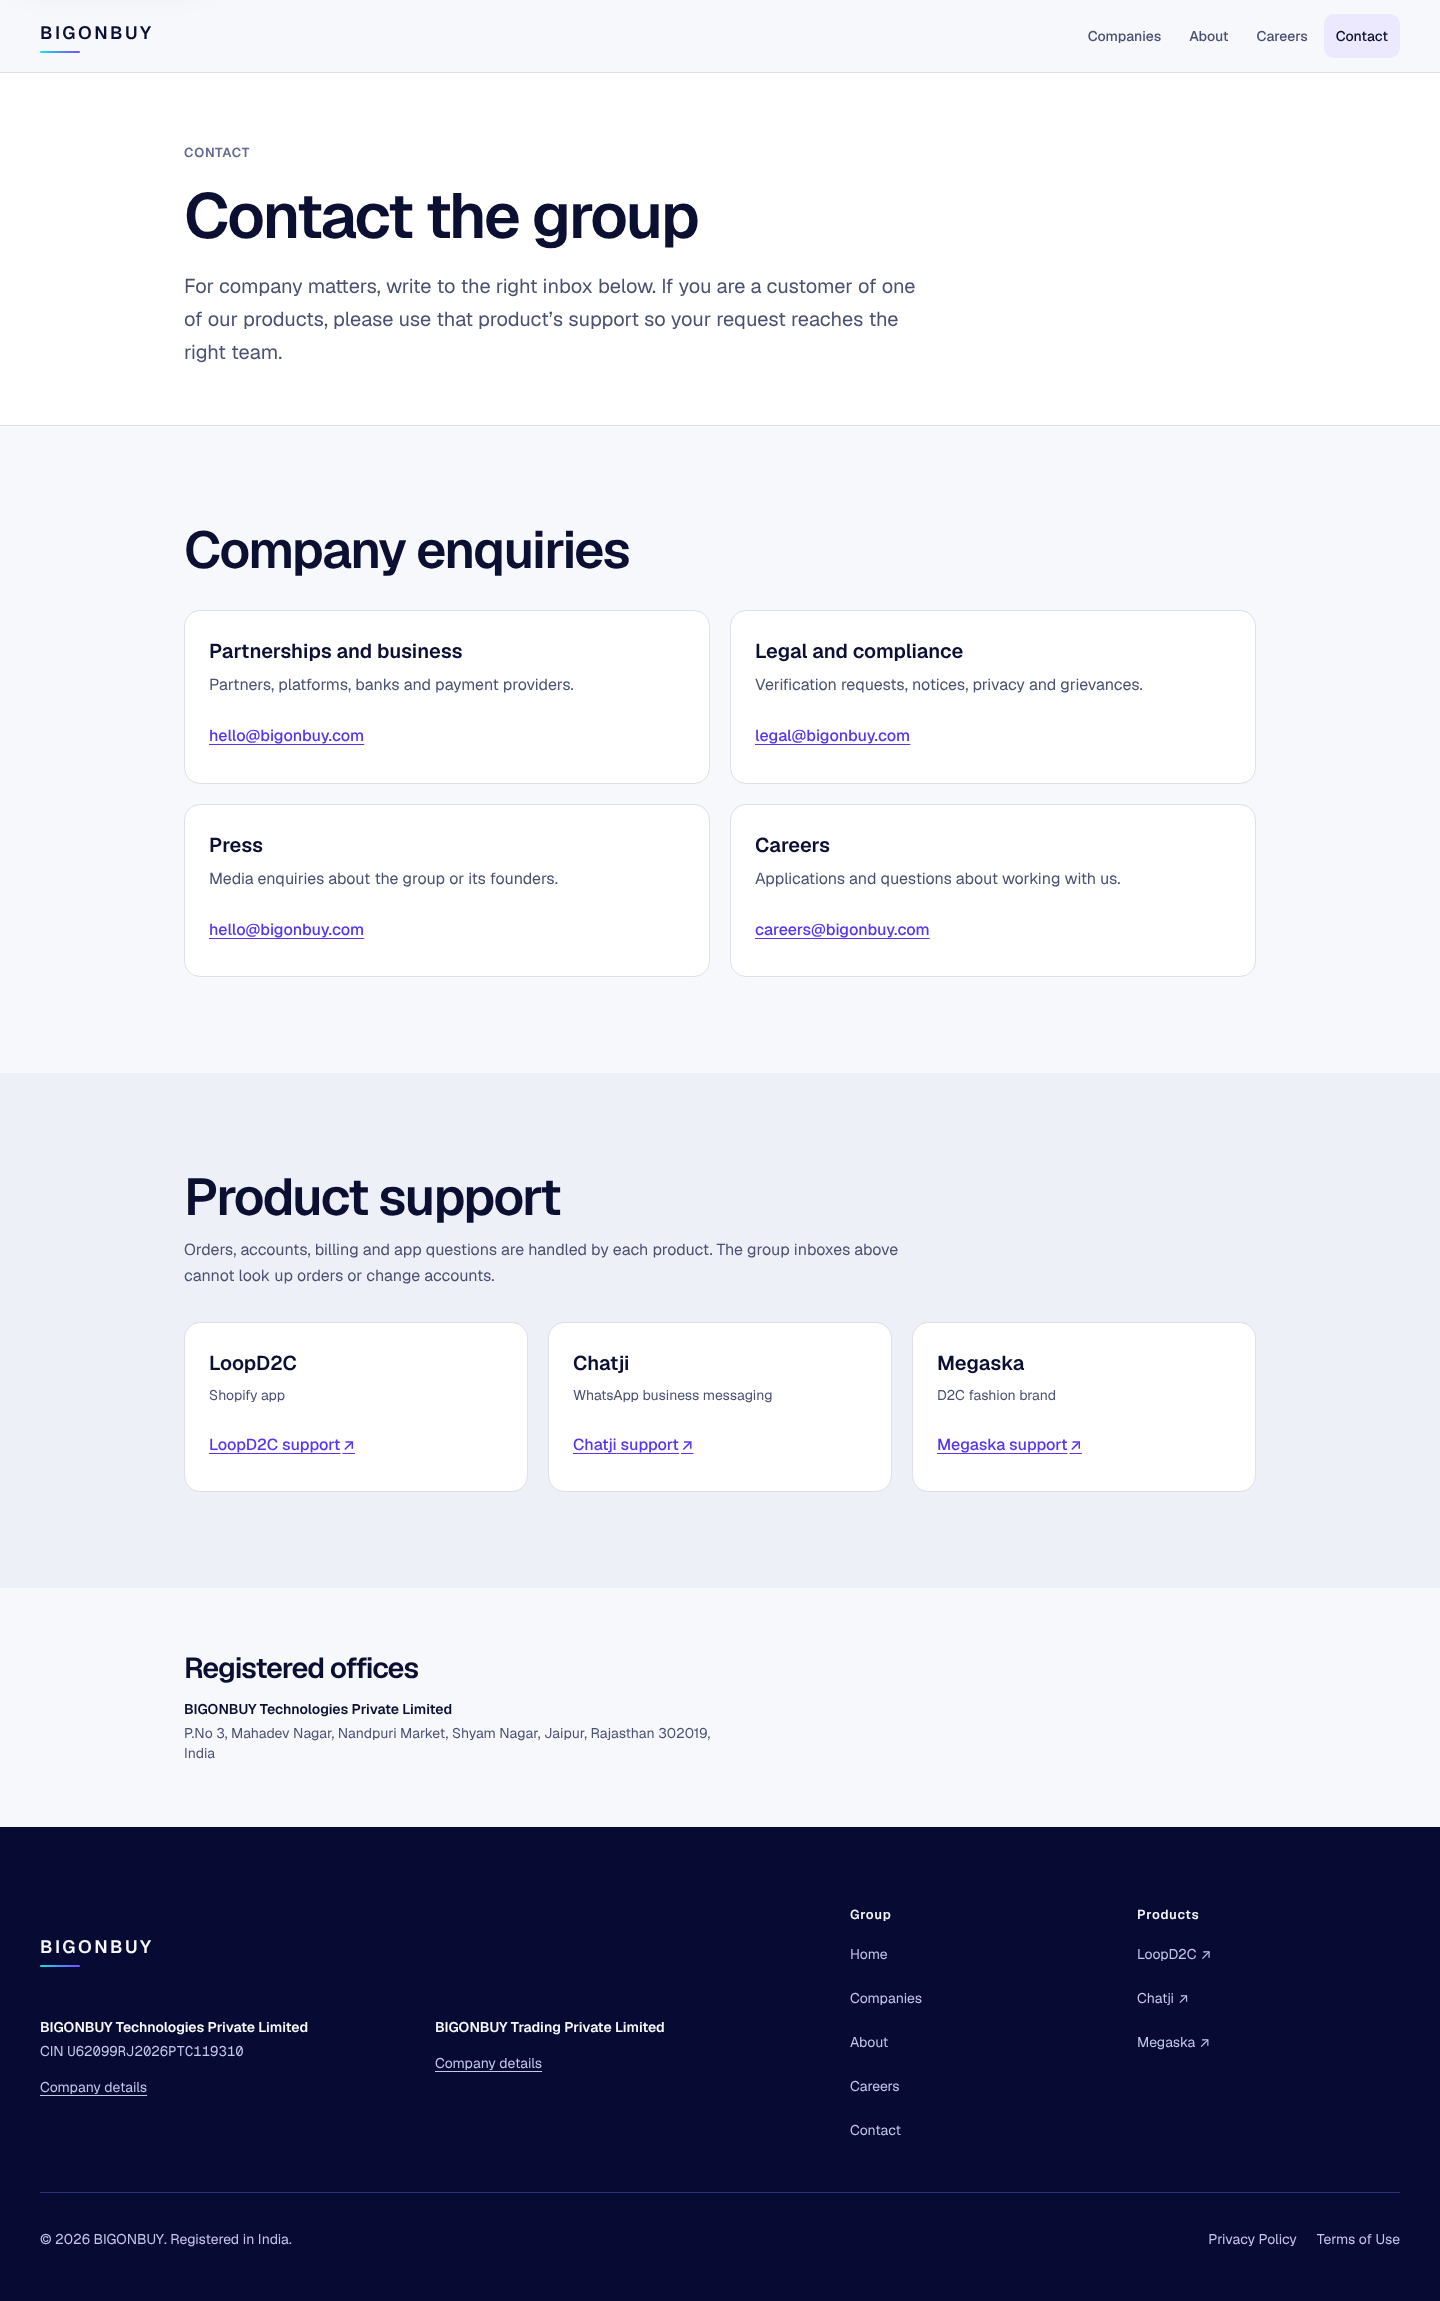 BIGONBUY
Companies About Careers Contact
CONTACT
Contact the group
For company matters, write to the right inbox below. If you are a customer of one
of our products, please use that product’s support so your request reaches the
right team.
Company enquiries
Partnerships and business
Partners, platforms, banks and payment providers.
hello@bigonbuy.com
Legal and compliance
Verification requests, notices, privacy and grievances.
legal@bigonbuy.com
Press
Media enquiries about the group or its founders.
hello@bigonbuy.com
Careers
Applications and questions about working with us.
careers@bigonbuy.com
Product support
Orders, accounts, billing and app questions are handled by each product. The group inboxes above
cannot look up orders or change accounts.
LoopD2C
Shopify app
LoopD2C support ↗
Chatji
WhatsApp business messaging
Chatji support ↗
Megaska
D2C fashion brand
Megaska support ↗
Registered offices
BIGONBUY Technologies Private Limited
P.No 3, Mahadev Nagar, Nandpuri Market, Shyam Nagar, Jaipur, Rajasthan 302019,
India
BIGONBUY
BIGONBUY Technologies Private Limited
CIN U62099RJ2026PTC119310
Company details
BIGONBUY Trading Private Limited
Company details
Group
Home
Companies
About
Careers
Contact
Products
LoopD2C ↗
Chatji ↗
Megaska ↗
© 2026 BIGONBUY. Registered in India.
Privacy Policy Terms of Use